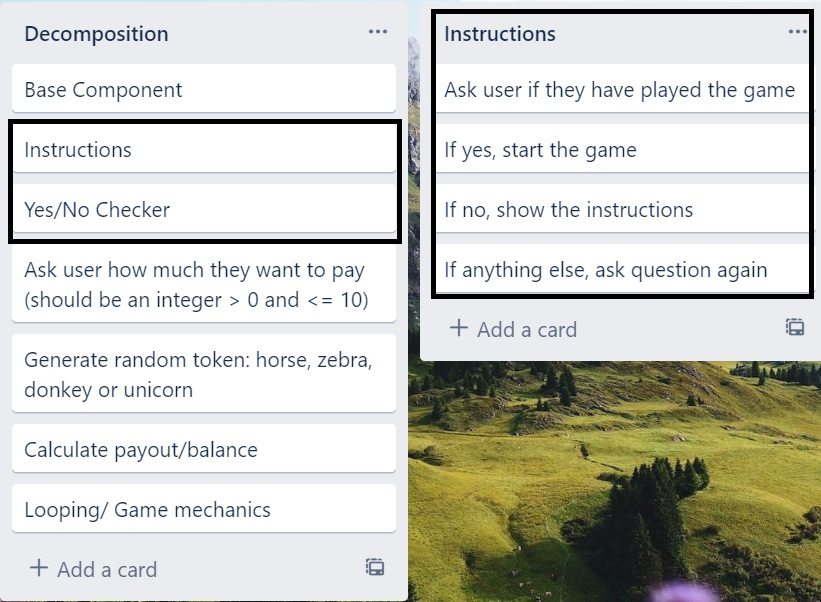 Decomposition
Base Component
Instructions
Yes/No Checker
Ask user how much they want to pay
(should be an integer > 0 and <= 10)
Generate random token: horse, zebra,
donkey or unicorn
Calculate payout/balance
Looping/ Game mechanics
+ Add a card
Instructions
Ask user if they have played the game
If yes, start the game
If no, show the instructions
If anything else, ask question again
+ Add a card